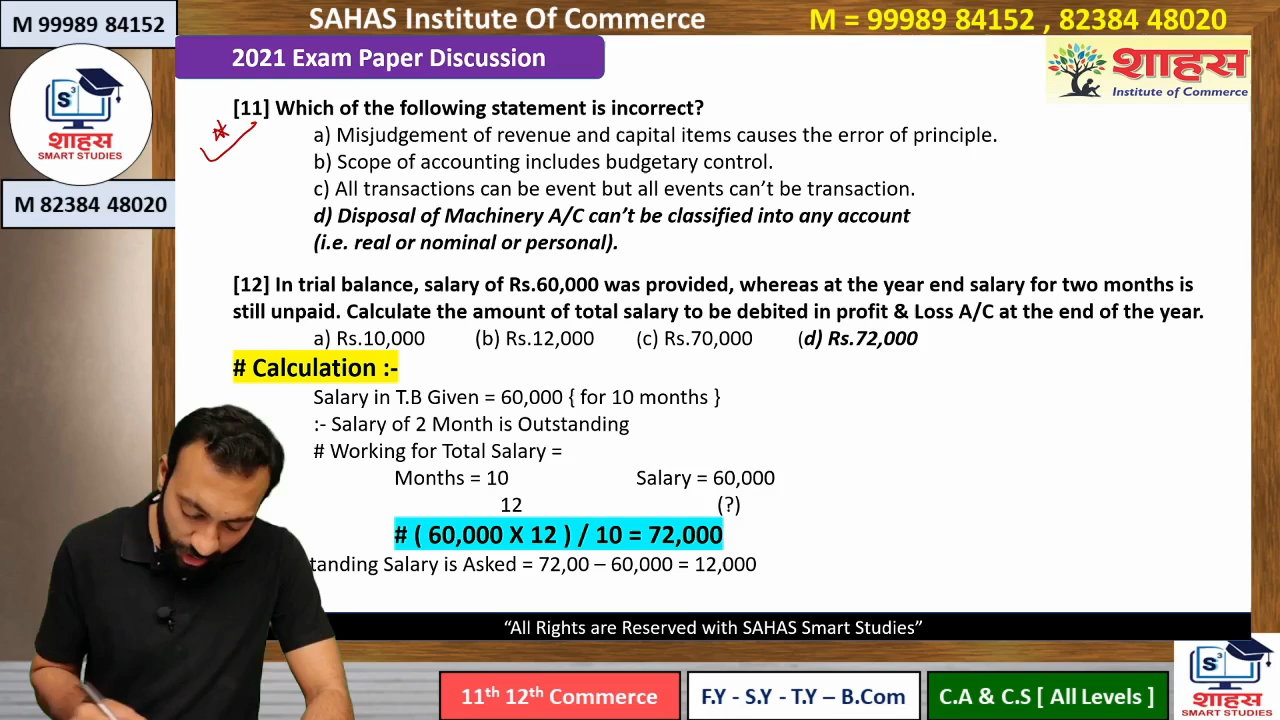 M 99989 84152
SAHAS Institute Of Commerce
M = 99989 84152 , 82384 48020
2021 Exam Paper Discussion
शाहस
Institute of Commerce
S³
शाहस
SMART STUDIES
M 82384 48020
[11] Which of the following statement is incorrect?
a) Misjudgement of revenue and capital items causes the error of principle.
b) Scope of accounting includes budgetary control.
c) All transactions can be event but all events can’t be transaction.
d) Disposal of Machinery A/C can’t be classified into any account
(i.e. real or nominal or personal).
[12] In trial balance, salary of Rs.60,000 was provided, whereas at the year end salary for two months is
still unpaid. Calculate the amount of total salary to be debited in profit & Loss A/C at the end of the year.
a) Rs.10,000 (b) Rs.12,000 (c) Rs.70,000 (d) Rs.72,000
# Calculation :-
Salary in T.B Given = 60,000 { for 10 months }
:- Salary of 2 Month is Outstanding
# Working for Total Salary =
Months = 10 Salary = 60,000
12 (?)
# ( 60,000 X 12 ) / 10 = 72,000
tanding Salary is Asked = 72,00 – 60,000 = 12,000
“All Rights are Reserved with SAHAS Smart Studies”
11th 12th Commerce
F.Y - S.Y - T.Y – B.Com
C.A & C.S [ All Levels ]
S³
शाहस
SMART STUDIES